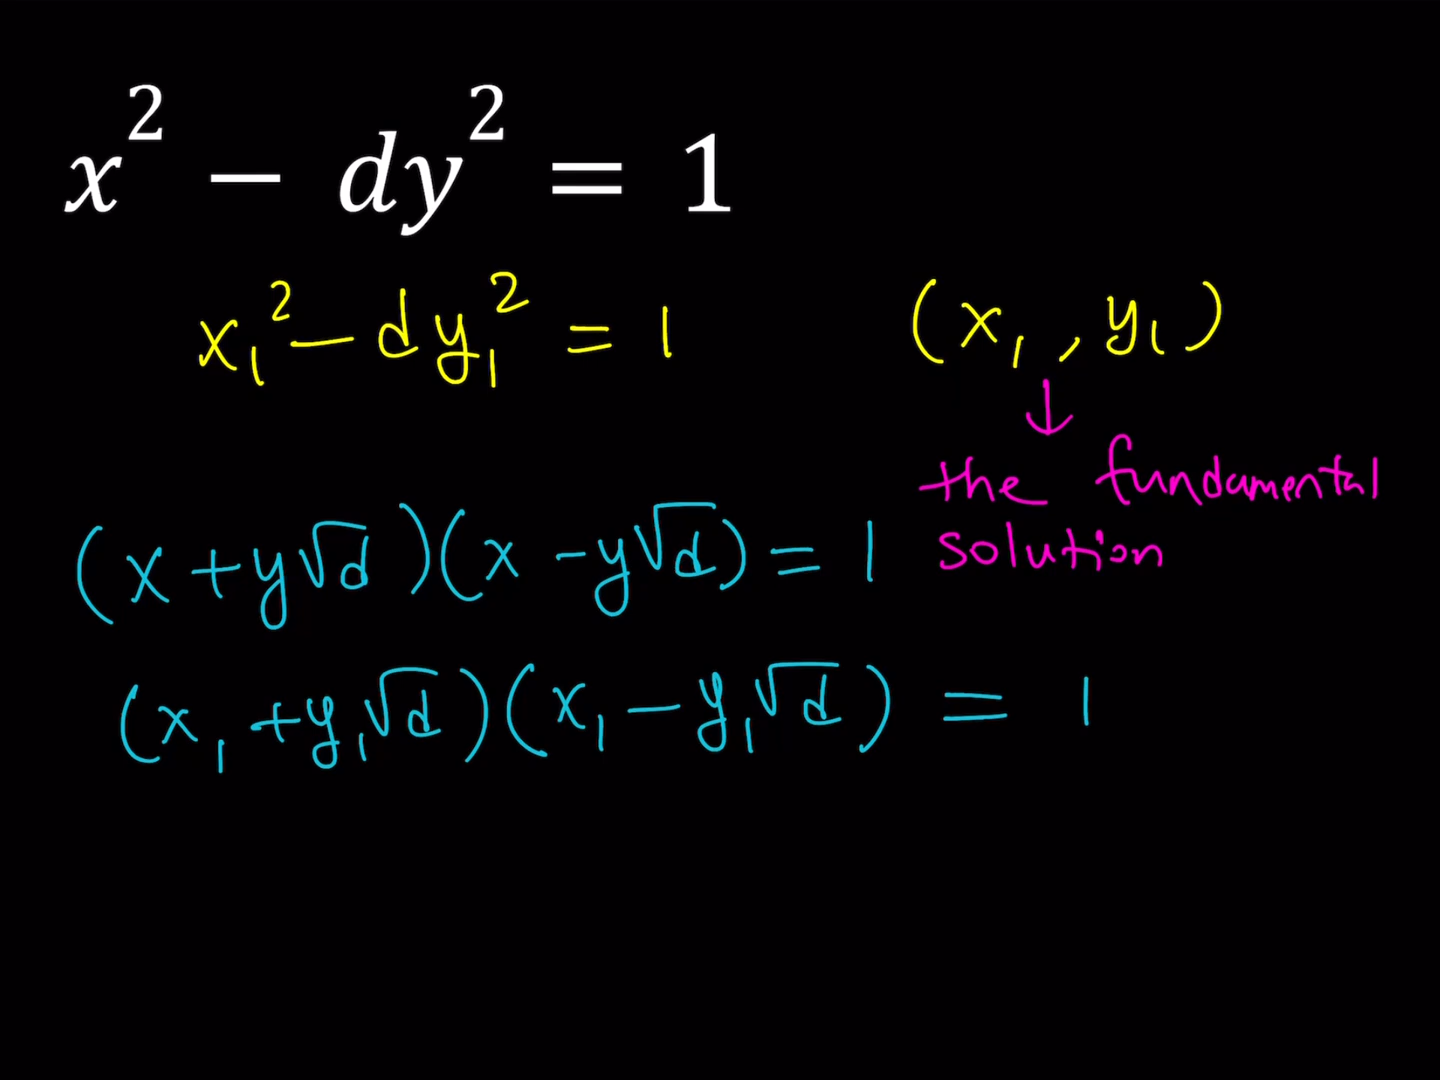 x² − dy² = 1
x₁² − dy₁² = 1
(x₁, y₁)
↓
the fundamental
solution
(x + y√d)(x − y√d) = 1
(x₁ + y₁√d)(x₁ − y₁√d) = 1